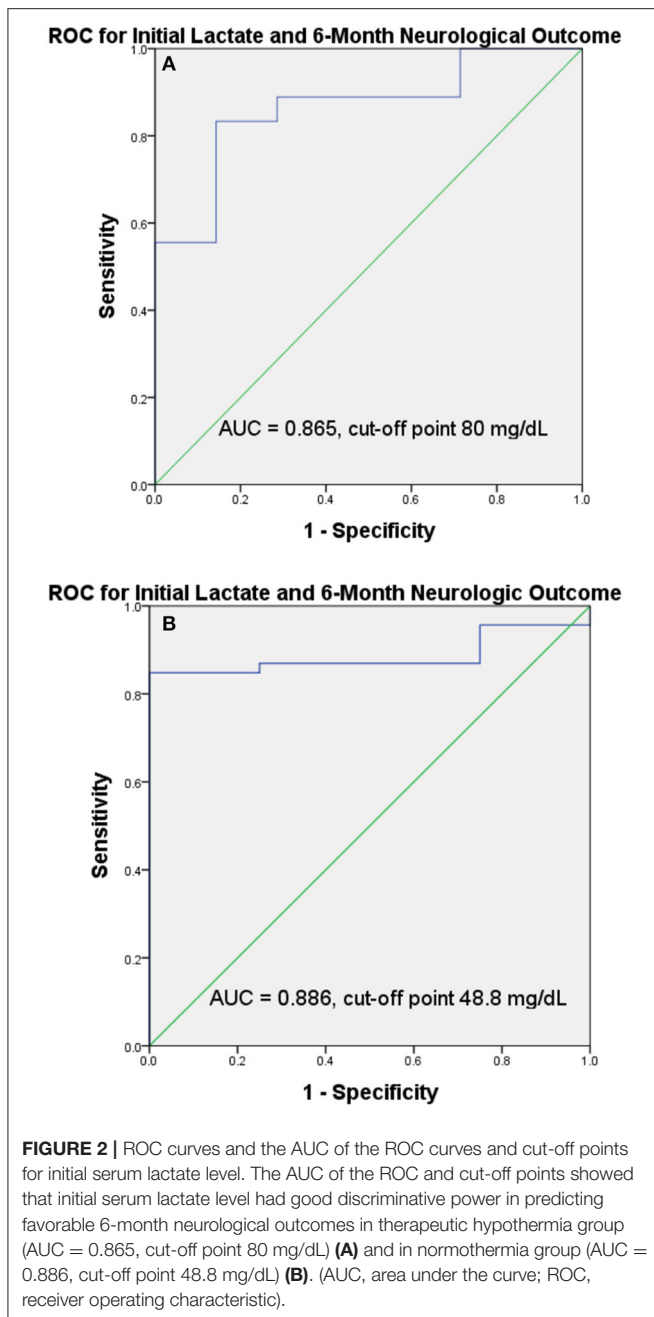 ROC for Initial Lactate and 6-Month Neurological Outcome
A
1.0
0.8
0.6
0.4
0.2
0.0
Sensitivity
AUC = 0.865, cut-off point 80 mg/dL
0.0 0.2 0.4 0.6 0.8 1.0
1 - Specificity
ROC for Initial Lactate and 6-Month Neurologic Outcome
B
1.0
0.8
0.6
0.4
0.2
0.0
Sensitivity
AUC = 0.886, cut-off point 48.8 mg/dL
0.0 0.2 0.4 0.6 0.8 1.0
1 - Specificity
FIGURE 2 | ROC curves and the AUC of the ROC curves and cut-off points
for initial serum lactate level. The AUC of the ROC and cut-off points showed
that initial serum lactate level had good discriminative power in predicting
favorable 6-month neurological outcomes in therapeutic hypothermia group
(AUC = 0.865, cut-off point 80 mg/dL) (A) and in normothermia group (AUC =
0.886, cut-off point 48.8 mg/dL) (B). (AUC, area under the curve; ROC,
receiver operating characteristic).